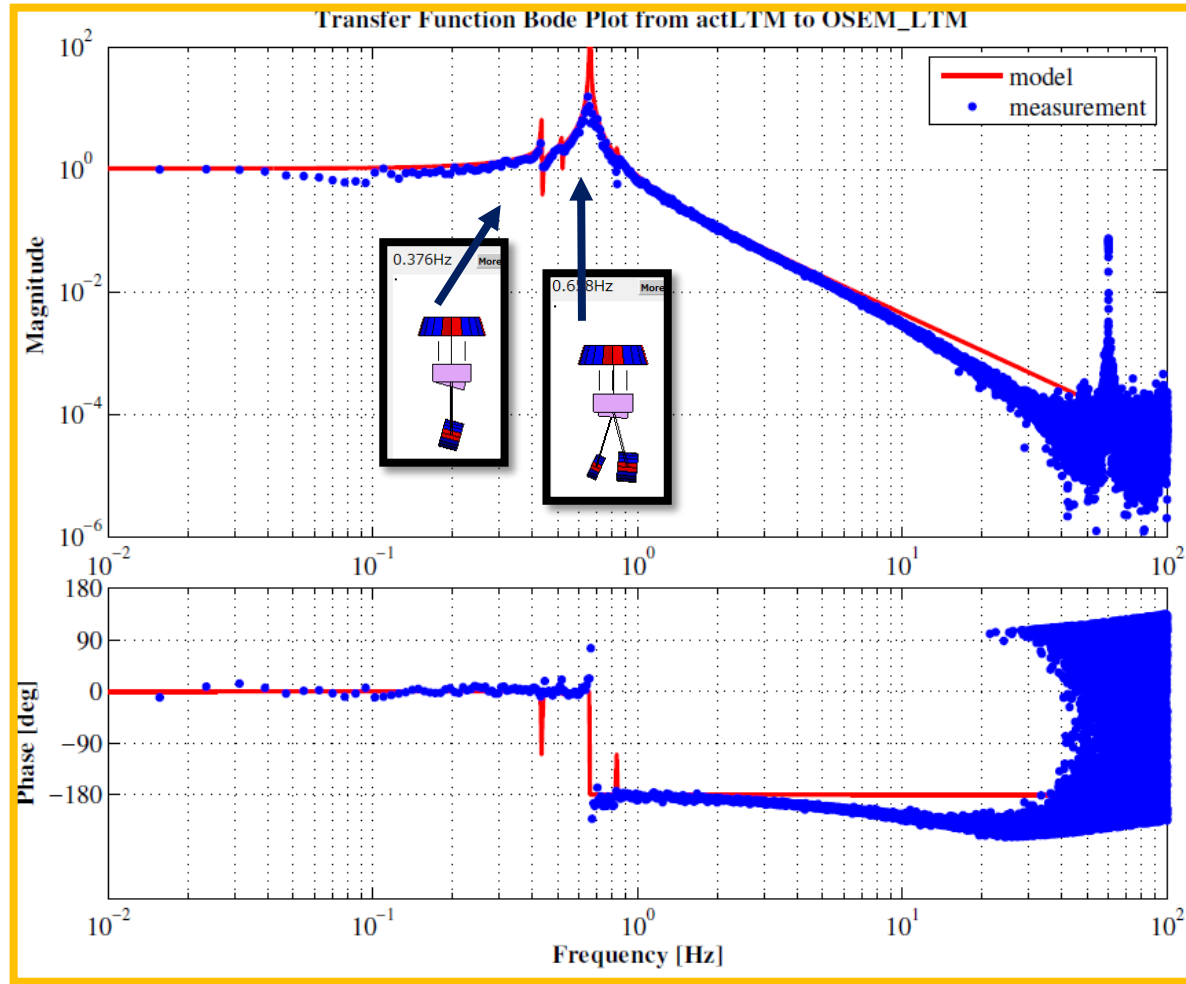 Transfer Function Bode Plot from actLTM to OSEM_LTM
10^2
10^0
10^-2
10^-4
10^-6
Magnitude
model
measurement
0.376Hz More
0.658Hz More
10^-2 10^-1 10^0 10^1 10^2
180
90
0
−90
−180
Phase [deg]
10^-2 10^-1 10^0 10^1 10^2
Frequency [Hz]